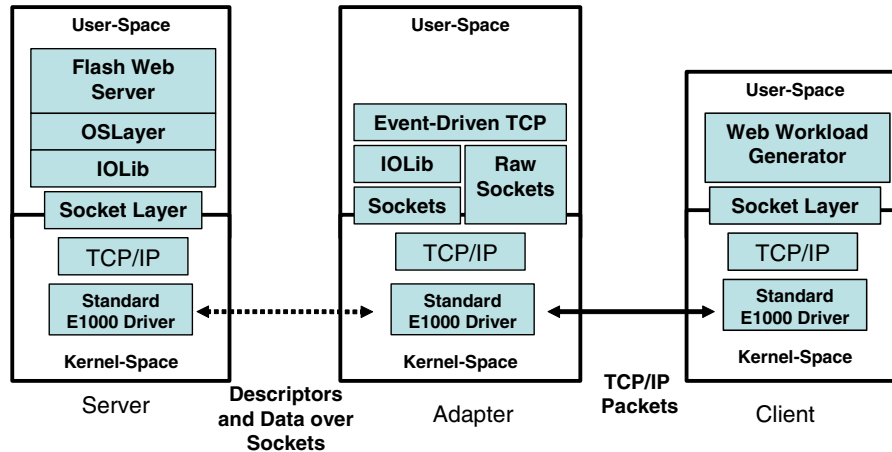 User-Space
Flash Web
Server
OSLayer
IOLib
Socket Layer
TCP/IP
Standard
E1000 Driver
Kernel-Space
Server
Descriptors
and Data over
Sockets
User-Space
Event-Driven TCP
IOLib
Raw
Sockets
Sockets
TCP/IP
Standard
E1000 Driver
Kernel-Space
Adapter
TCP/IP
Packets
User-Space
Web Workload
Generator
Socket Layer
TCP/IP
Standard
E1000 Driver
Kernel-Space
Client